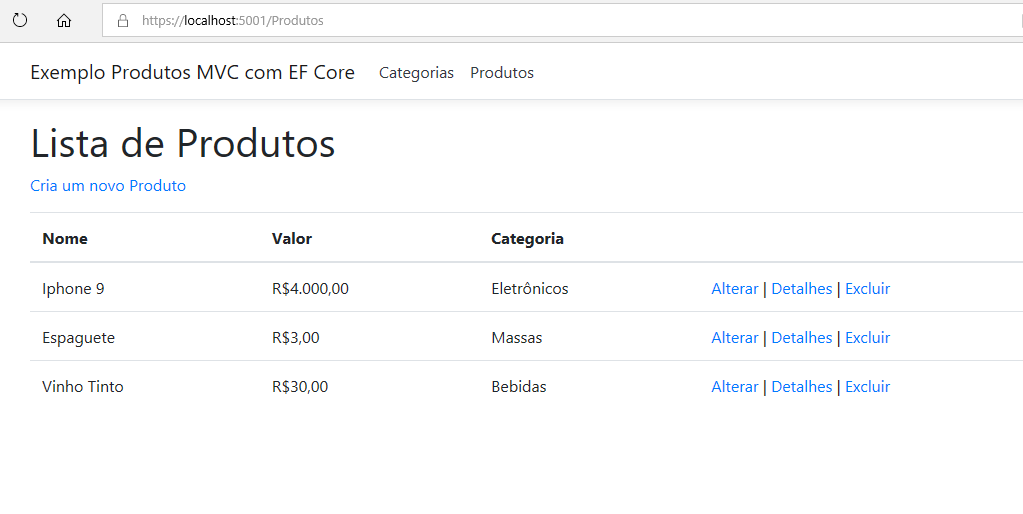 https://localhost:5001/Produtos
Exemplo Produtos MVC com EF Core Categorias Produtos
Lista de Produtos
Cria um novo Produto
Nome Valor Categoria
Iphone 9 R$4.000,00 Eletrônicos Alterar | Detalhes | Excluir
Espaguete R$3,00 Massas Alterar | Detalhes | Excluir
Vinho Tinto R$30,00 Bebidas Alterar | Detalhes | Excluir